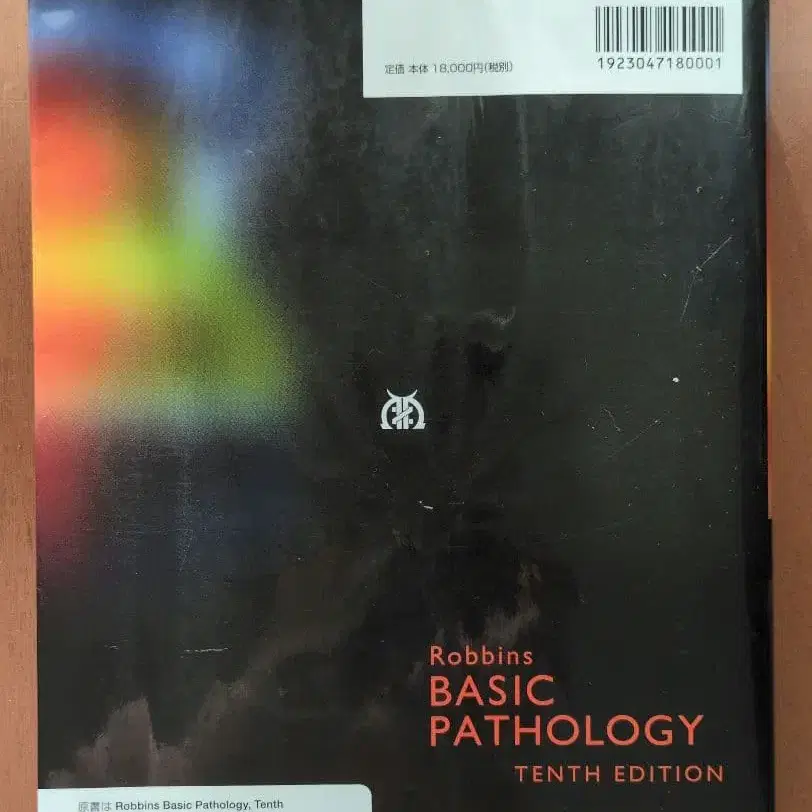 定価 本体 18,000円(税別)
1923047180001
Robbins
BASIC
PATHOLOGY
TENTH EDITION
原書は Robbins Basic Pathology, Tenth